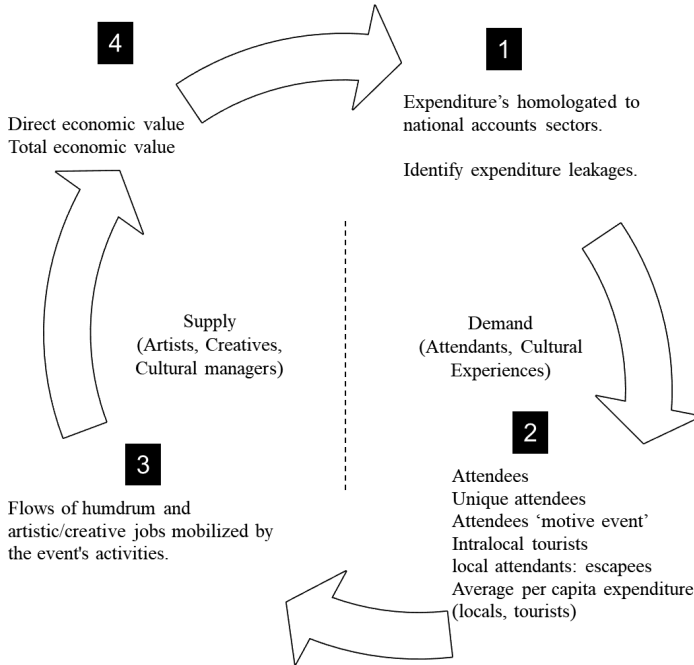 4
Direct economic value
Total economic value
1
Expenditure’s homologated to
national accounts sectors.
Identify expenditure leakages.
Supply
(Artists, Creatives,
Cultural managers)
Demand
(Attendants, Cultural
Experiences)
2
Attendees
Unique attendees
Attendees ‘motive event’
Intralocal tourists
local attendants: escapees
Average per capita expenditure
(locals, tourists)
3
Flows of humdrum and
artistic/creative jobs mobilized by
the event's activities.